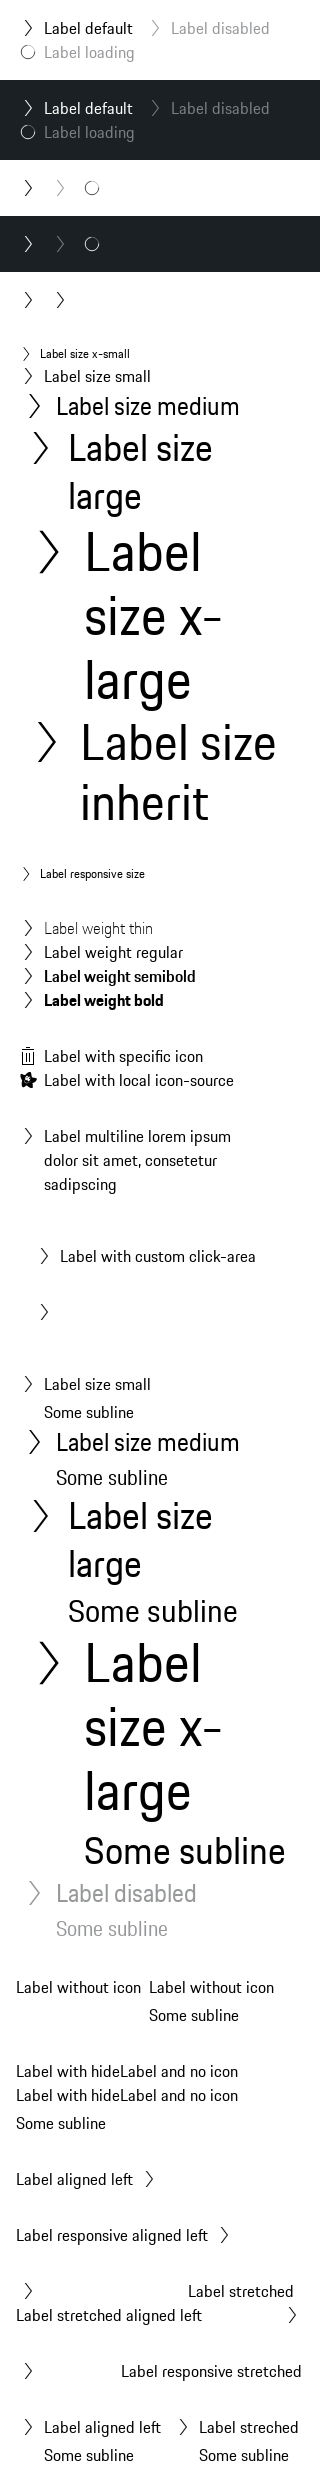 Label default Label disabled
Label loading
Label default Label disabled
Label loading
Label size x-small
Label size small
Label size medium
Label size
large
Label
size x-
large
Label size
inherit
Label responsive size
Label weight thin
Label weight regular
Label weight semibold
Label weight bold
Label with specific icon
Label with local icon-source
Label multiline lorem ipsum
dolor sit amet, consetetur
sadipscing
Label with custom click-area
Label size small
Some subline
Label size medium
Some subline
Label size
large
Some subline
Label
size x-
large
Some subline
Label disabled
Some subline
Label without icon Label without icon
Some subline
Label with hideLabel and no icon
Label with hideLabel and no icon
Some subline
Label aligned left
Label responsive aligned left
Label stretched
Label stretched aligned left
Label responsive stretched
Label aligned left Label streched
Some subline Some subline